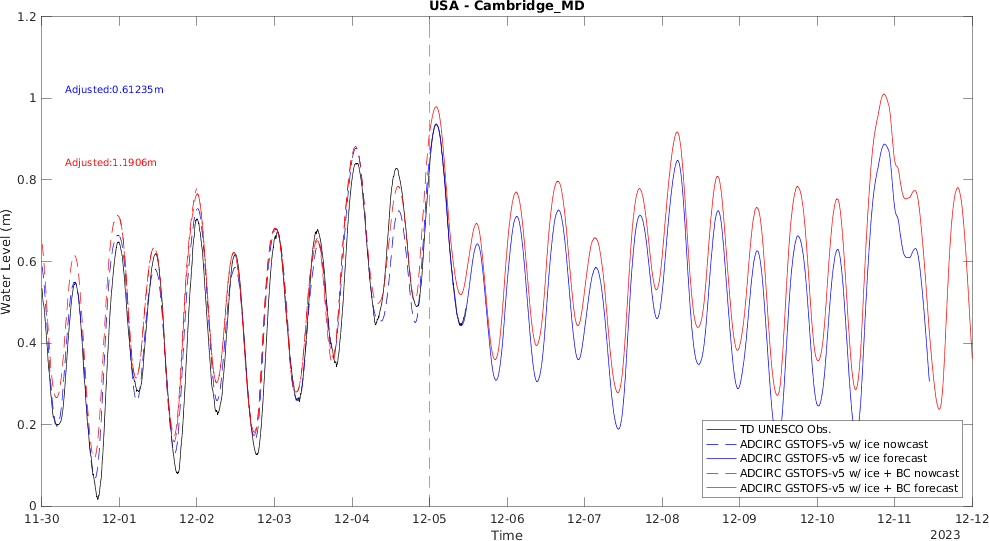 USA - Cambridge_MD
1.2
1
0.8
0.6
0.4
0.2
0
Water Level (m)
Adjusted:0.61235m
Adjusted:1.1906m
TD UNESCO Obs.
ADCIRC GSTOFS-v5 w/ ice nowcast
ADCIRC GSTOFS-v5 w/ ice forecast
ADCIRC GSTOFS-v5 w/ ice + BC nowcast
ADCIRC GSTOFS-v5 w/ ice + BC forecast
11-30 12-01 12-02 12-03 12-04 12-05 12-06 12-07 12-08 12-09 12-10 12-11 12-12
Time
2023